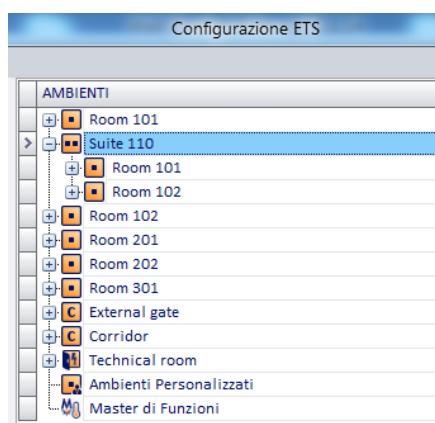 Configurazione ETS
AMBIENTI
Room 101
Suite 110
Room 101
Room 102
Room 102
Room 201
Room 202
Room 301
C External gate
C Corridor
Technical room
Ambienti Personalizzati
Master di Funzioni